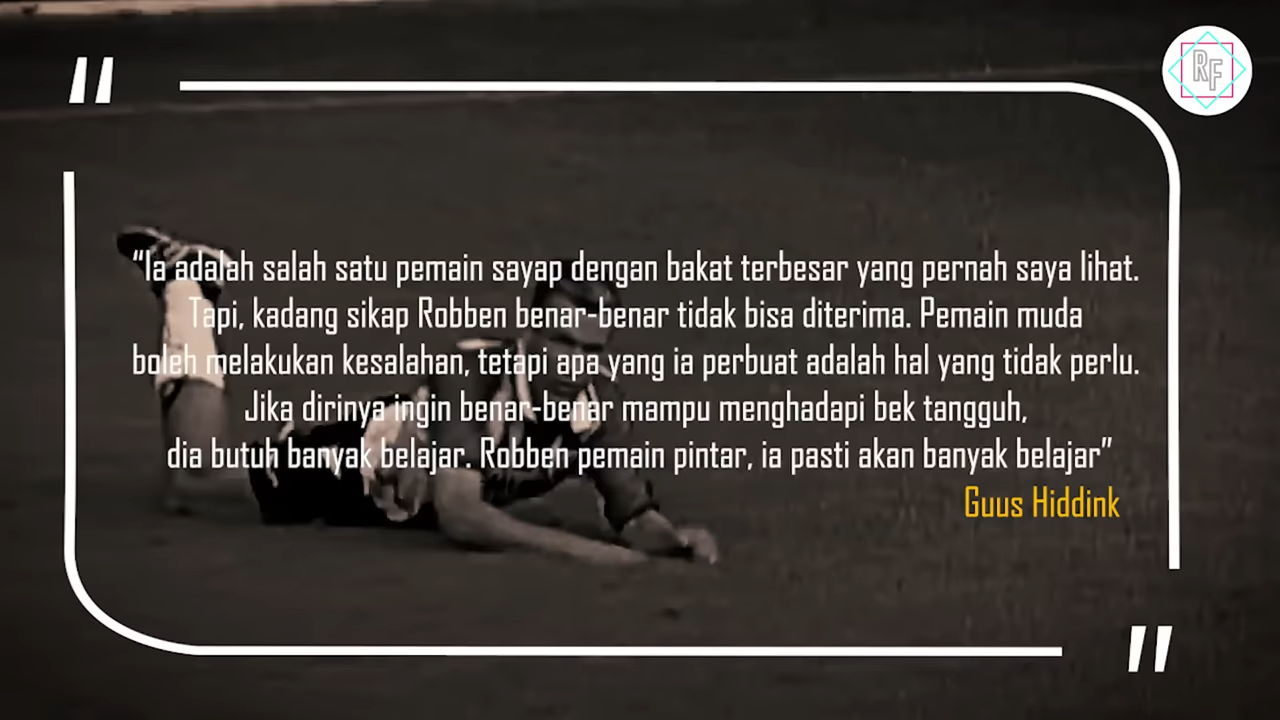 RF
“Ia adalah salah satu pemain sayap dengan bakat terbesar yang pernah saya lihat.
Tapi, kadang sikap Robben benar-benar tidak bisa diterima. Pemain muda
boleh melakukan kesalahan, tetapi apa yang ia perbuat adalah hal yang tidak perlu.
Jika dirinya ingin benar-benar mampu menghadapi bek tangguh,
dia butuh banyak belajar. Robben pemain pintar, ia pasti akan banyak belajar”
Guus Hiddink